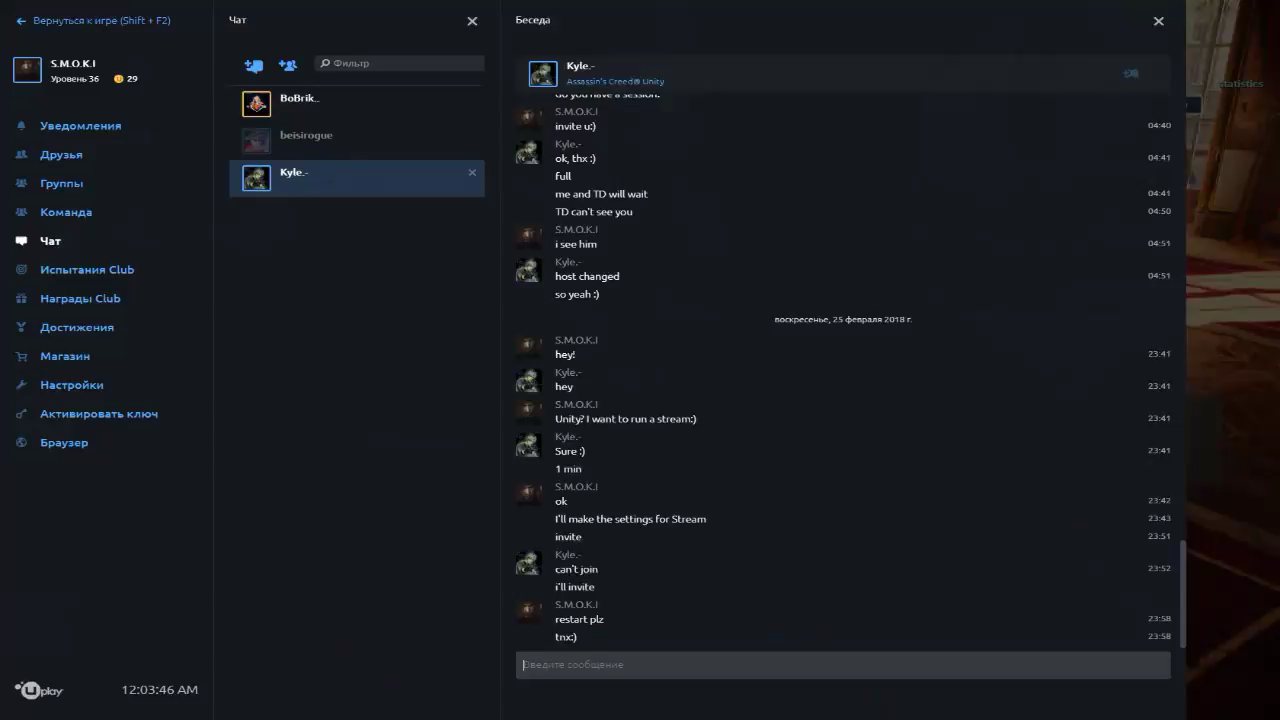 Вернуться к игре (Shift + F2)
S.M.O.K.I
Уровень 36 29
Уведомления
Друзья
Группы
Команда
Чат
Испытания Club
Награды Club
Достижения
Магазин
Настройки
Активировать ключ
Браузер
uplay
12:03:46 AM
Чат
Фильтр
BoBrik_
beisirogue
Kyle.-
Беседа
Kyle.-
Assassin's Creed® Unity
do you have a session?
S.M.O.K.I
invite u:) 04:40
Kyle.-
ok, thx :) 04:41
full
me and TD will wait 04:41
TD can't see you 04:50
S.M.O.K.I
i see him 04:51
Kyle.-
host changed 04:51
so yeah :)
воскресенье, 25 февраля 2018 г.
S.M.O.K.I
hey! 23:41
Kyle.-
hey 23:41
S.M.O.K.I
Unity? I want to run a stream:) 23:41
Kyle.-
Sure :) 23:41
1 min
S.M.O.K.I
ok 23:42
I'll make the settings for Stream 23:43
invite 23:51
Kyle.-
can't join 23:52
i'll invite
S.M.O.K.I
restart plz 23:58
tnx:) 23:58
Введите сообщение
statistics